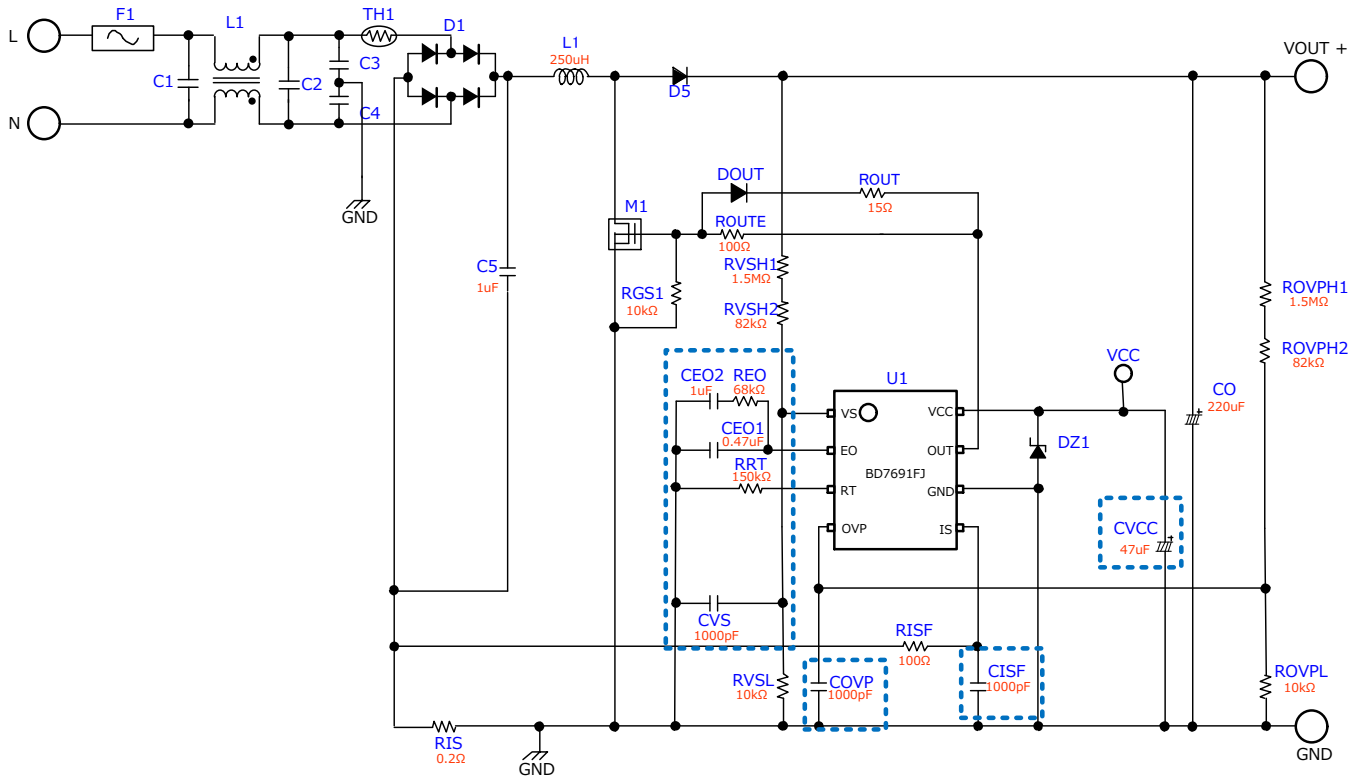 F1
L1
TH1
D1
L
C1
C2
C3
C4
N
GND
L1
250uH
D5
VOUT +
DOUT
ROUT
15Ω
M1
ROUTE
100Ω
C5
1uF
RGS1
10kΩ
RVSH1
1.5MΩ
RVSH2
82kΩ
ROVPH1
1.5MΩ
ROVPH2
82kΩ
CEO2
1uF
REO
68kΩ
CEO1
0.47uF
RRT
150kΩ
U1
VS
EO
RT
OVP
BD7691FJ
VCC
OUT
GND
IS
VCC
DZ1
CO
220uF
CVCC
47uF
CVS
1000pF
RISF
100Ω
RVSL
10kΩ
COVP
1000pF
CISF
1000pF
ROVPL
10kΩ
RIS
0.2Ω
GND
GND